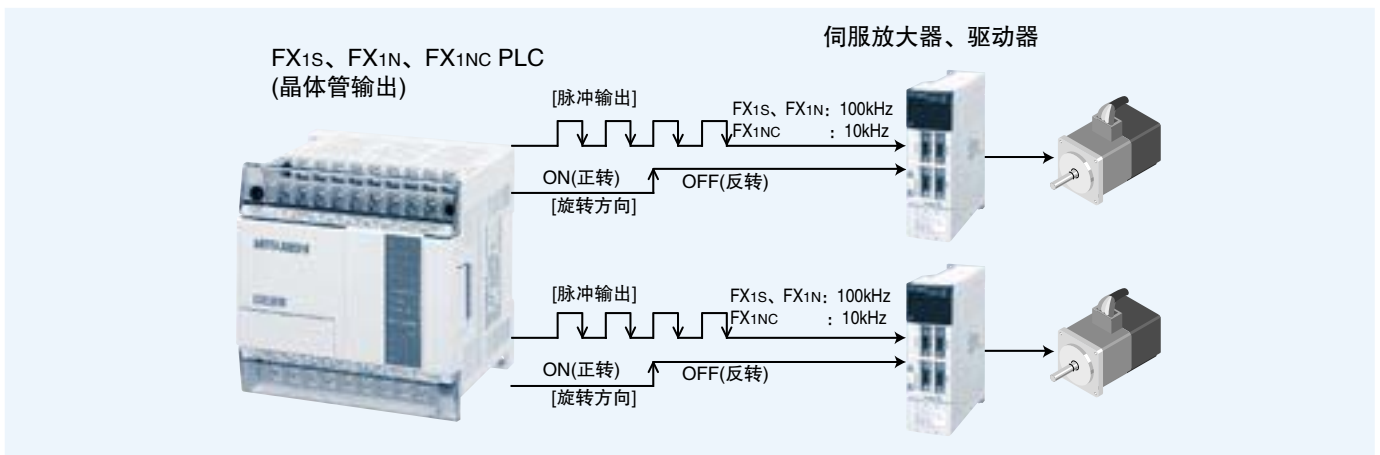 伺服放大器、驱动器
FX1S、FX1N、FX1NC PLC
(晶体管输出)
[脉冲输出]
FX1S、FX1N：100kHz
FX1NC ：10kHz
ON(正转)
OFF(反转)
[旋转方向]
MITSUBISHI
[脉冲输出]
FX1S、FX1N：100kHz
FX1NC ：10kHz
ON(正转)
OFF(反转)
[旋转方向]